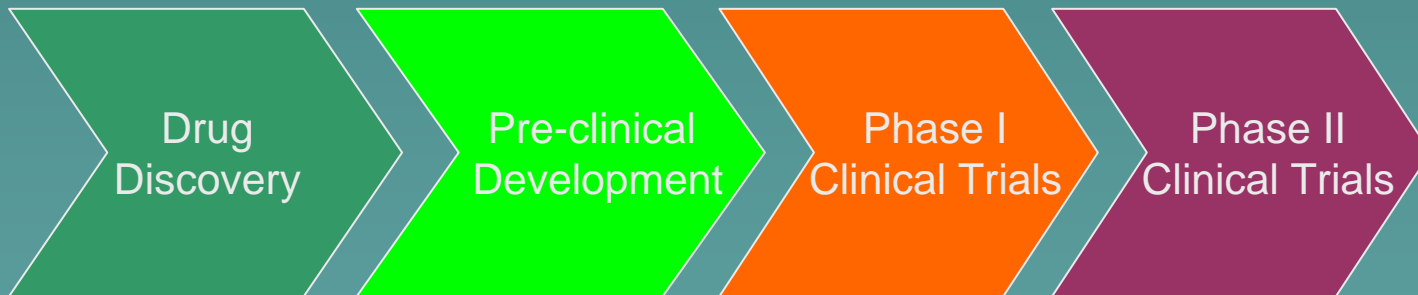 Drug
Discovery
Pre-clinical
Development
Phase I
Clinical Trials
Phase II
Clinical Trials